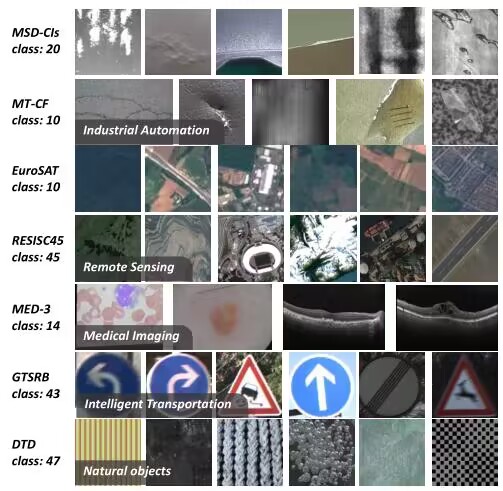 MSD-Cls
class: 20
MT-CF
class: 10
Industrial Automation
EuroSAT
class: 10
RESISC45
class: 45
Remote Sensing
MED-3
class: 14
Medical Imaging
GTSRB
class: 43
Intelligent Transportation
DTD
class: 47
Natural objects